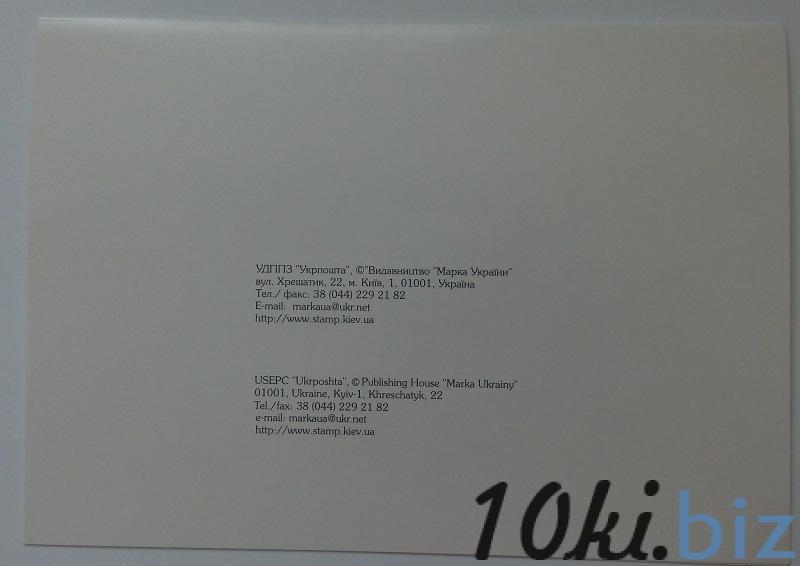 УДППЗ "Укрпошта", ©"Видавництво "Марка України"
вул. Хрещатик, 22, м. Київ, 1, 01001, Україна
Тел./ факс: 38 (044) 229 21 82
E-mail: markaua@ukr.net
http://www.stamp.kiev.ua
USEPC "Ukrposhta", © Publishing House "Marka Ukrainy"
01001, Ukraine, Kyiv-1, Khreschatyk, 22
Tel./fax: 38 (044) 229 21 82
e-mail: markaua@ukr.net
http://www.stamp.kiev.ua
10ki.biz